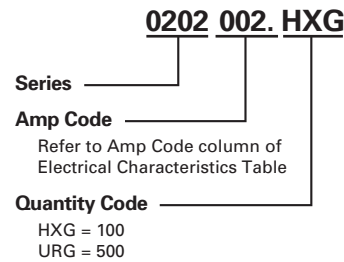 0202 002. HXG
Series
Amp Code
Refer to Amp Code column of
Electrical Characteristics Table
Quantity Code
HXG = 100
URG = 500